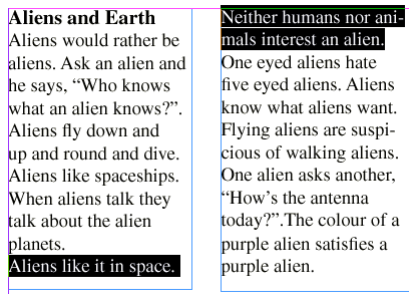 Aliens and Earth
Aliens would rather be
aliens. Ask an alien and
he says, “Who knows
what an alien knows?”.
Aliens fly down and
up and round and dive.
Aliens like spaceships.
When aliens talk they
talk about the alien
planets.
Aliens like it in space.
Neither humans nor ani-
mals interest an alien.
One eyed aliens hate
five eyed aliens. Aliens
know what aliens want.
Flying aliens are suspi-
cious of walking aliens.
One alien asks another,
“How’s the antenna
today?”.The colour of a
purple alien satisfies a
purple alien.